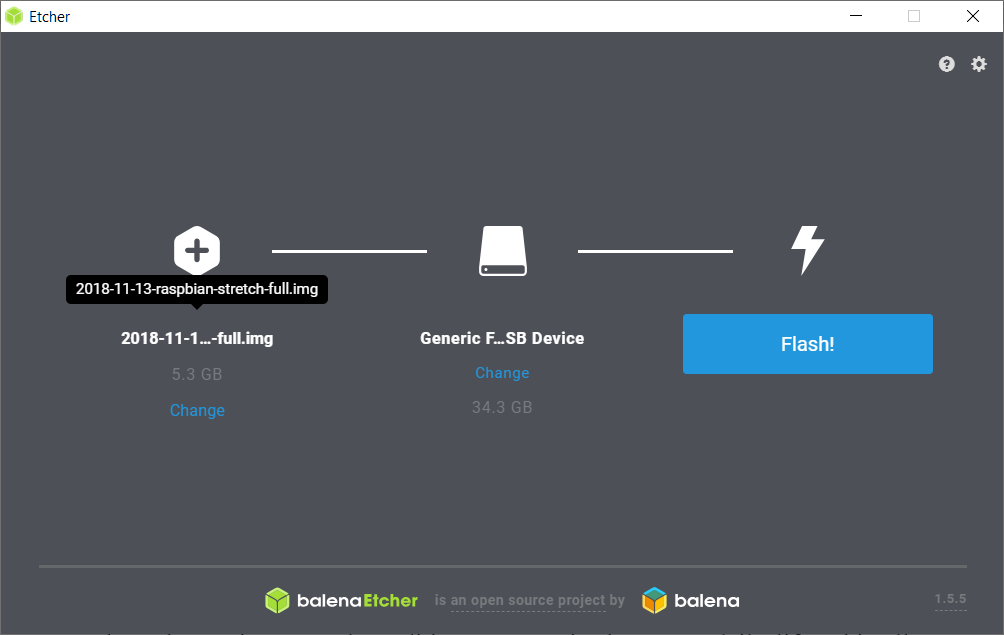 Etcher
2018-11-13-raspbian-stretch-full.img
2018-11-1...-full.img
5.3 GB
Change
Generic F...SB Device
Change
34.3 GB
Flash!
balenaEtcher is an open source project by balena
1.5.5